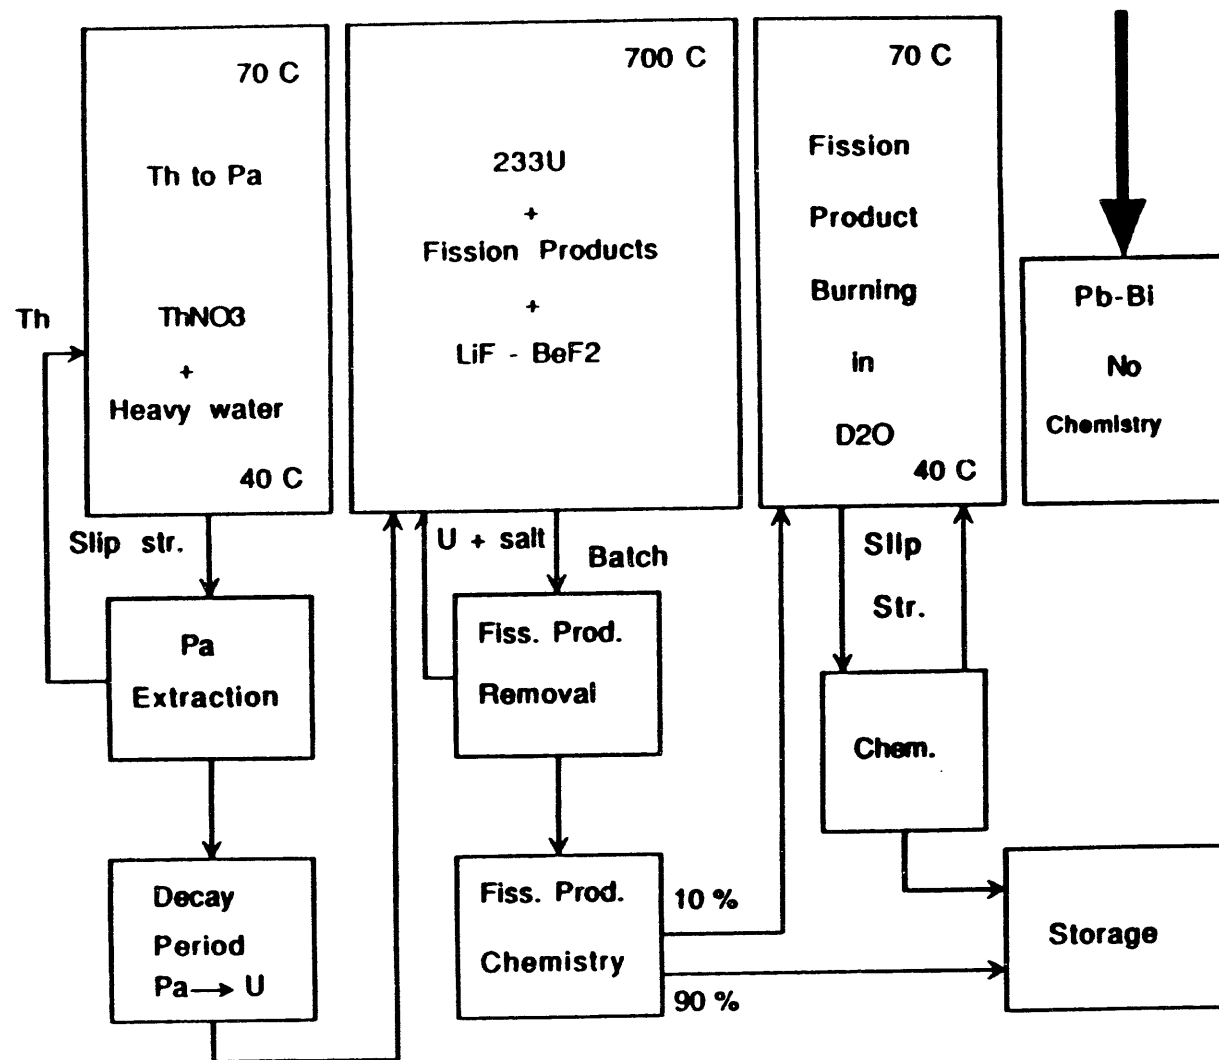 70 C
Th to Pa
ThNO3
+
Heavy water
40 C
Th
Slip str.
Pa
Extraction
Decay
Period
Pa → U
700 C
233U
+
Fission Products
+
LiF - BeF2
U + salt
Batch
Fiss. Prod.
Removal
Fiss. Prod.
Chemistry
10 %
90 %
70 C
Fission
Product
Burning
in
D2O
40 C
Slip
Str.
Chem.
Pb-Bi
No
Chemistry
Storage